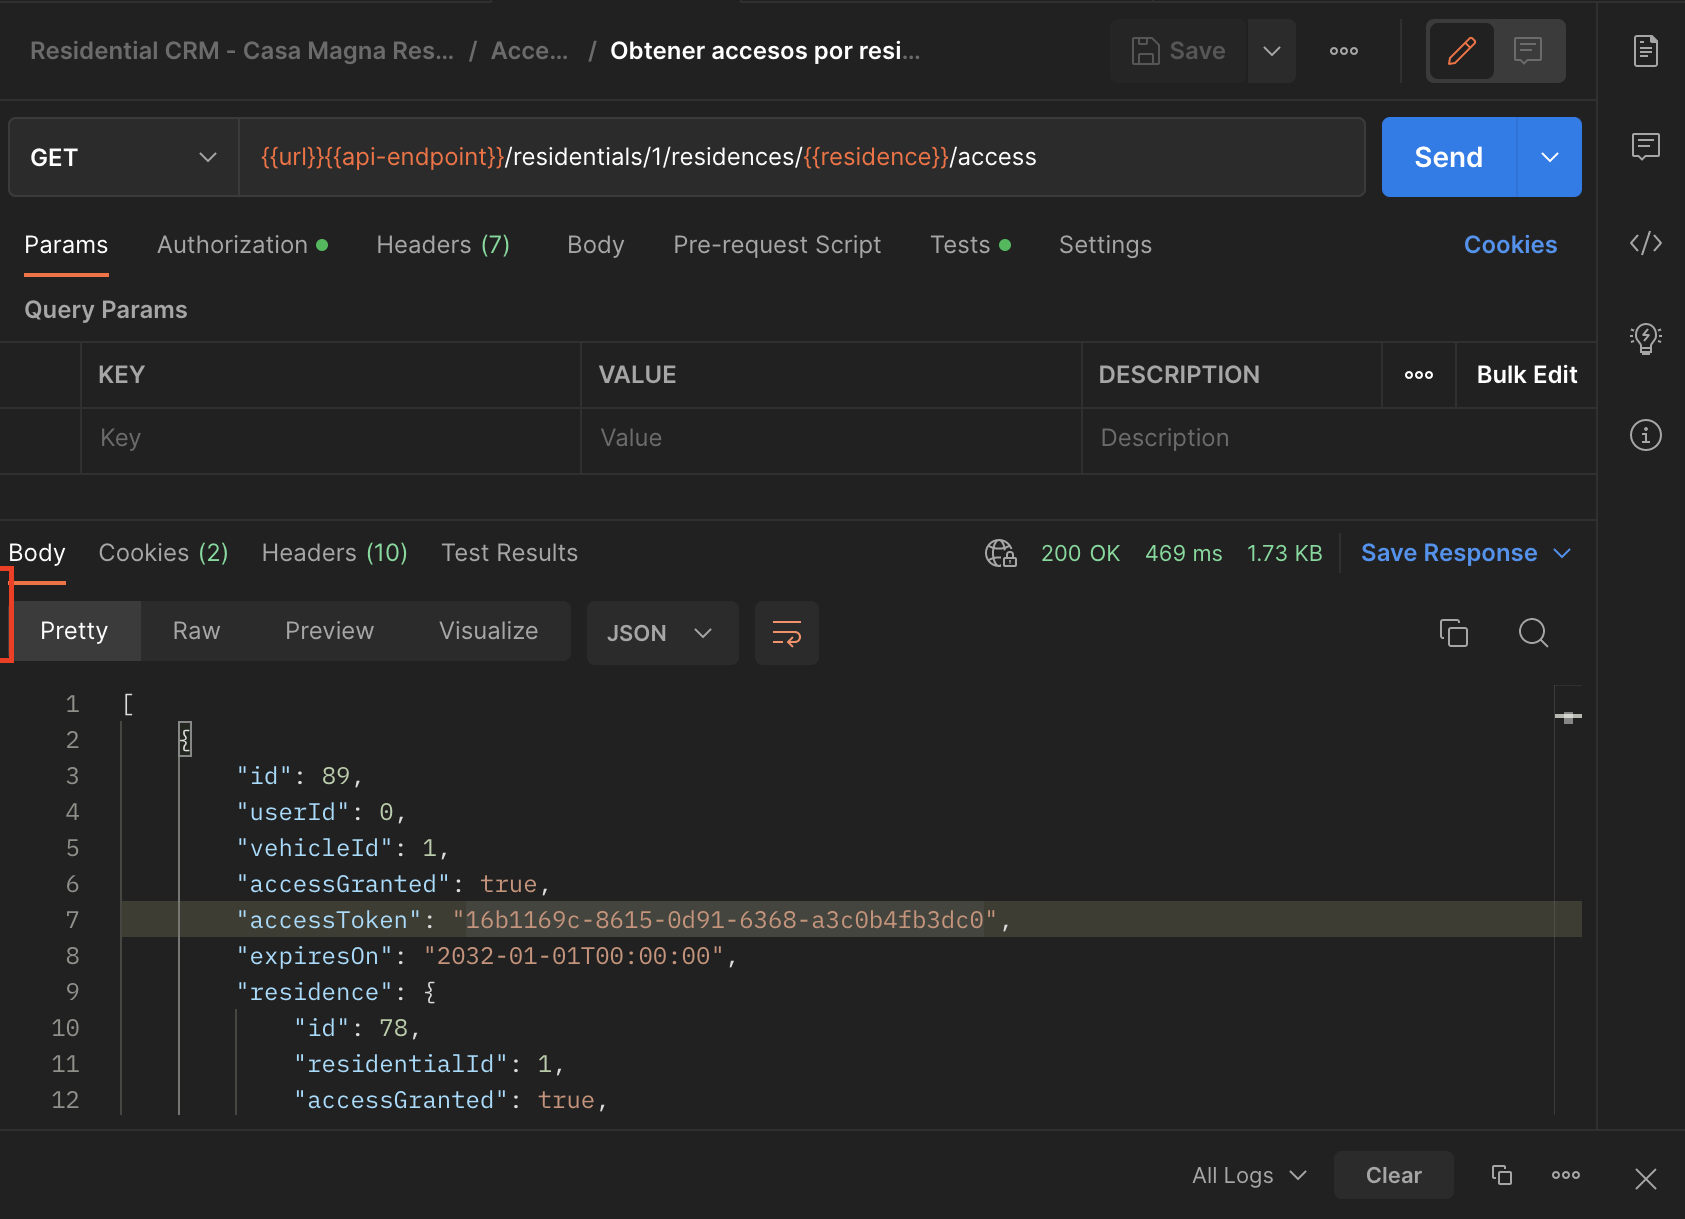 Residential CRM - Casa Magna Res... / Acce... / Obtener accesos por resi...
Save
GET
{{url}}{{api-endpoint}}/residentials/1/residences/{{residence}}/access
Send
Params Authorization Headers (7) Body Pre-request Script Tests Settings Cookies
Query Params
KEY VALUE DESCRIPTION Bulk Edit
Key Value Description
Body Cookies (2) Headers (10) Test Results 200 OK 469 ms 1.73 KB Save Response
Pretty Raw Preview Visualize JSON
1 [
2 {
3 "id": 89,
4 "userId": 0,
5 "vehicleId": 1,
6 "accessGranted": true,
7 "accessToken": "16b1169c-8615-0d91-6368-a3c0b4fb3dc0",
8 "expiresOn": "2032-01-01T00:00:00",
9 "residence": {
10 "id": 78,
11 "residentialId": 1,
12 "accessGranted": true,
All Logs Clear